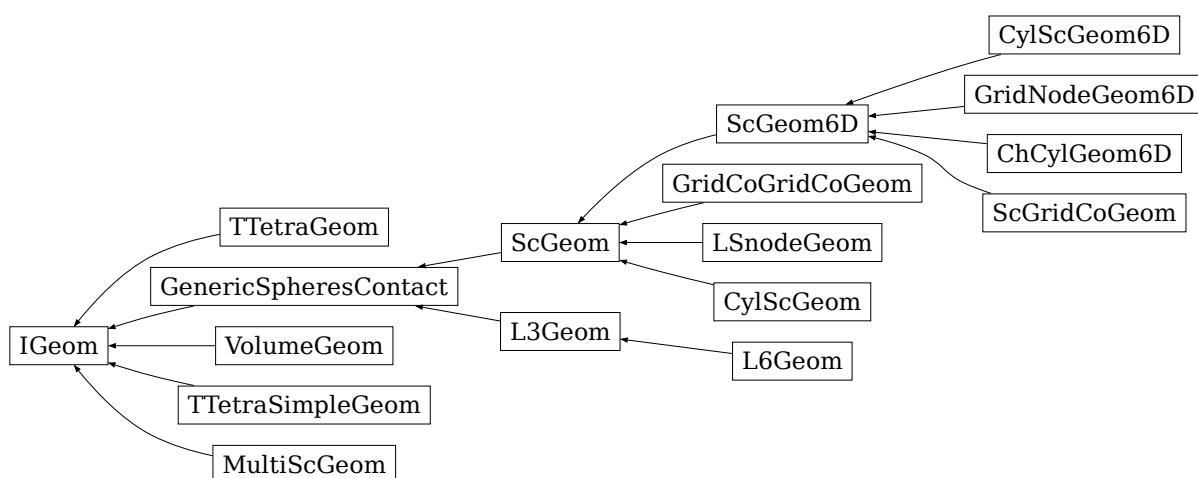 CylScGeom6D
GridNodeGeom6D
ScGeom6D
ChCylGeom6D
GridCoGridCoGeom
ScGridCoGeom
TTetraGeom
ScGeom
LSnodeGeom
GenericSpheresContact
CylScGeom
IGeom
VolumeGeom
L3Geom
L6Geom
TTetraSimpleGeom
MultiScGeom